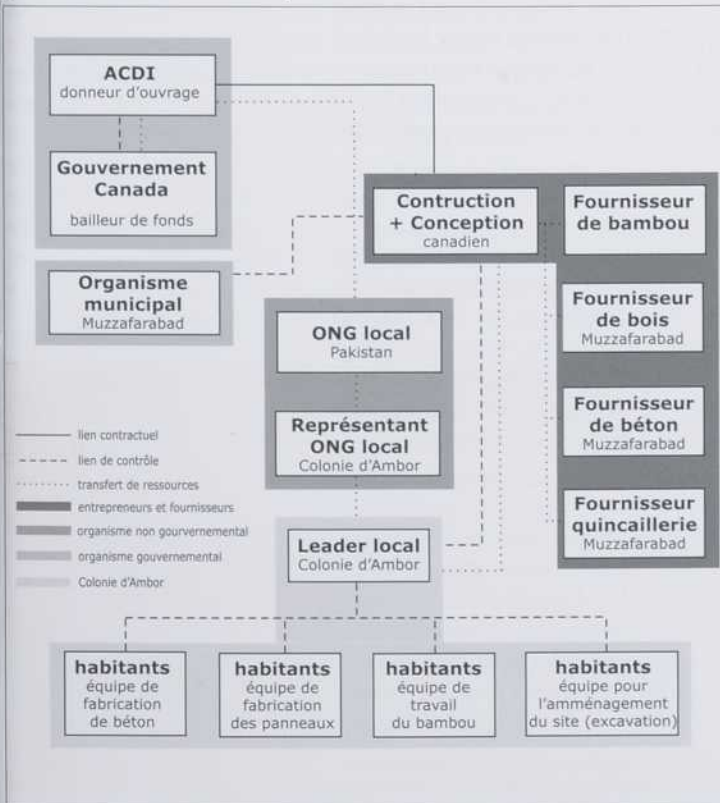 ACDI
donneur d'ouvrage
Gouvernement
Canada
bailleur de fonds
Organisme
municipal
Muzzafarabad
Contruction
+ Conception
canadien
Fournisseur
de bambou
Fournisseur
de bois
Muzzafarabad
Fournisseur
de béton
Muzzafarabad
Fournisseur
quincaillerie
Muzzafarabad
ONG local
Pakistan
Représentant
ONG local
Colonie d'Ambor
lien contractuel
lien de contrôle
transfert de ressources
entrepreneurs et fournisseurs
organisme non gourvernemental
organisme gouvernemental
Colonie d'Ambor
Leader local
Colonie d'Ambor
habitants
équipe de
fabrication
de béton
habitants
équipe de
fabrication
des panneaux
habitants
équipe de
travail
du bambou
habitants
équipe pour
l'amménagement
du site (excavation)